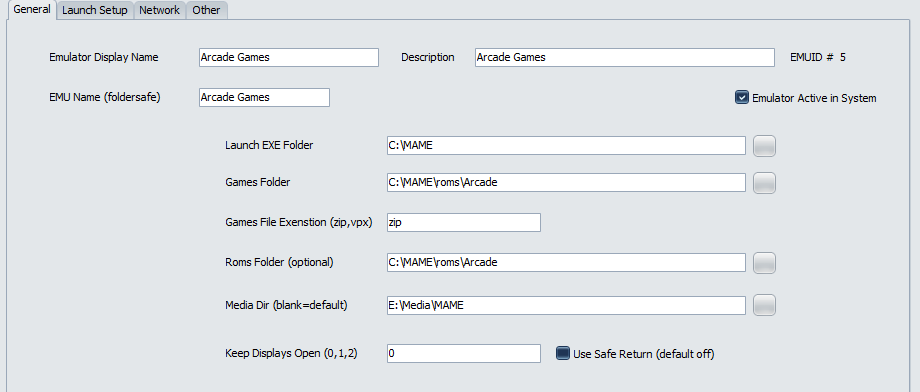 General Launch Setup Network Other
Emulator Display Name Arcade Games Description Arcade Games EMUID # 5
EMU Name (foldersafe) Arcade Games Emulator Active in System
Launch EXE Folder C:\MAME
Games Folder C:\MAME\roms\Arcade
Games File Exenstion (zip,vpx) zip
Roms Folder (optional) C:\MAME\roms\Arcade
Media Dir (blank=default) E:\Media\MAME
Keep Displays Open (0,1,2) 0 Use Safe Return (default off)